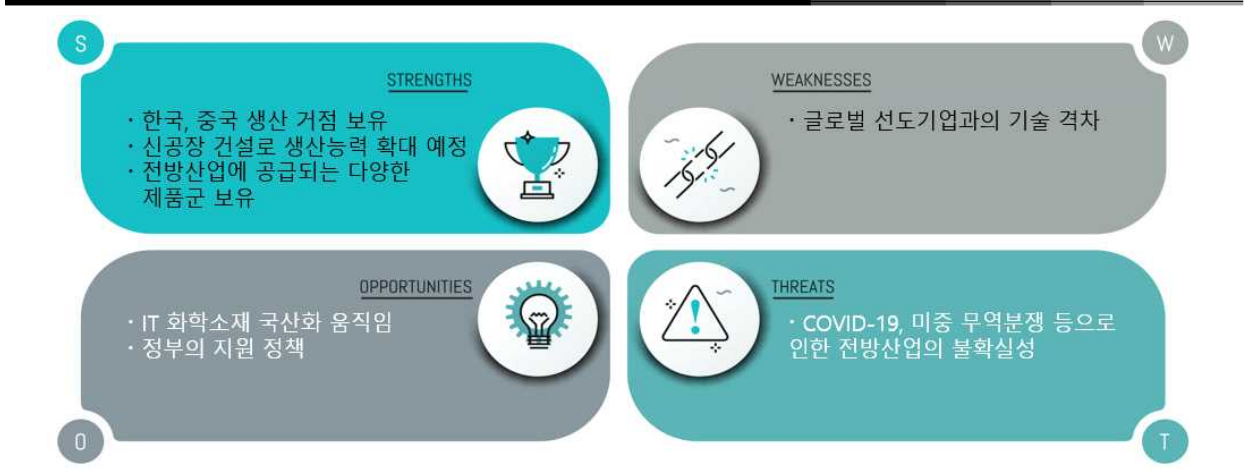 S
STRENGTHS
· 한국, 중국 생산 거점 보유
· 신공장 건설로 생산능력 확대 예정
· 전방산업에 공급되는 다양한
제품군 보유
W
WEAKNESSES
· 글로벌 선도기업과의 기술 격차
OPPORTUNITIES
· IT 화학소재 국산화 움직임
· 정부의 지원 정책
O
THREATS
· COVID-19, 미중 무역분쟁 등으로
인한 전방산업의 불확실성
T